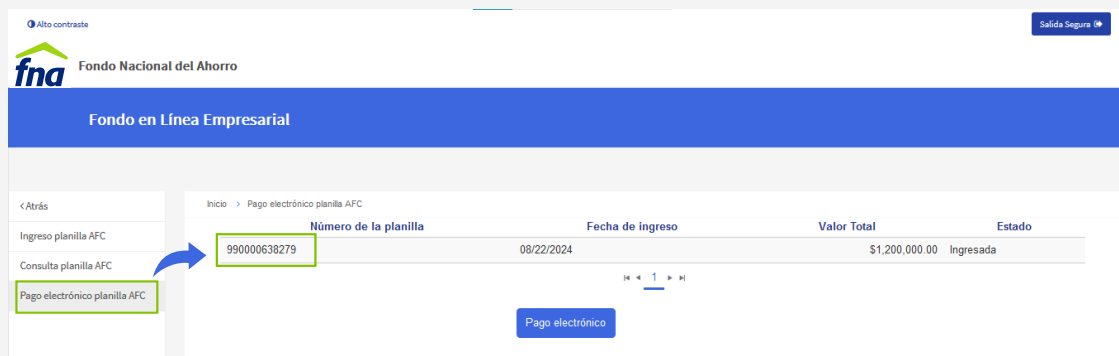 Alto contraste
Salida Segura
fna Fondo Nacional del Ahorro
Fondo en Línea Empresarial
< Atrás
Ingreso planilla AFC
Consulta planilla AFC
Pago electrónico planilla AFC
Inicio > Pago electrónico planilla AFC
Número de la planilla Fecha de ingreso Valor Total Estado
990000638279 08/22/2024 $1,200,000.00 Ingresada
1
Pago electrónico